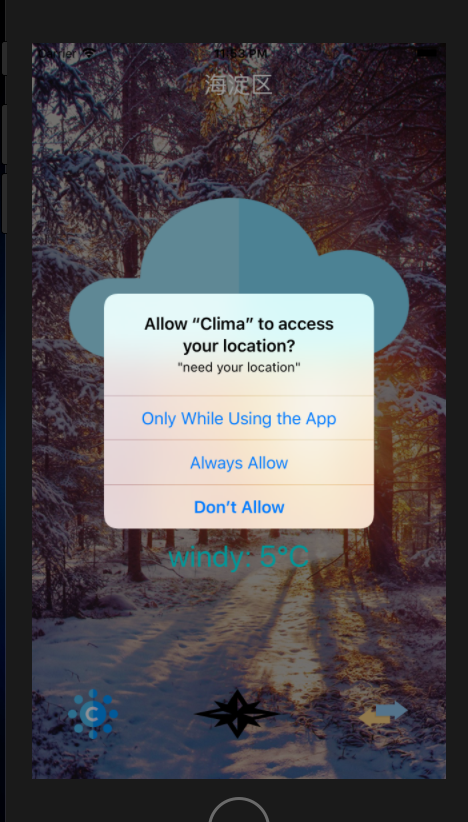 Carrier 11:53 PM
海淀区
Allow “Clima” to access
your location?
"need your location"
Only While Using the App
Always Allow
Don’t Allow
windy: 5°C
C